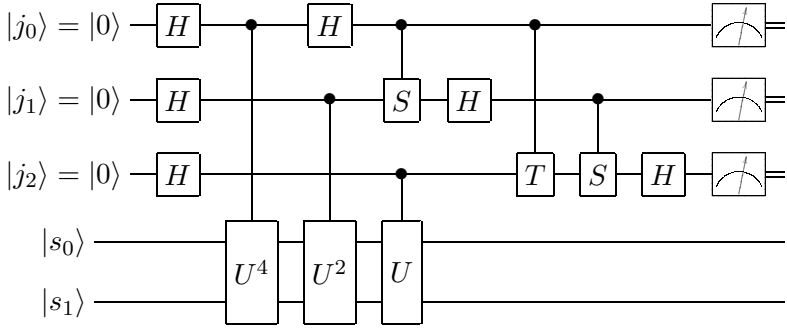 |j₀⟩ = |0⟩ H H
|j₁⟩ = |0⟩ H S H
|j₂⟩ = |0⟩ H T S H
|s₀⟩
U⁴ U² U
|s₁⟩